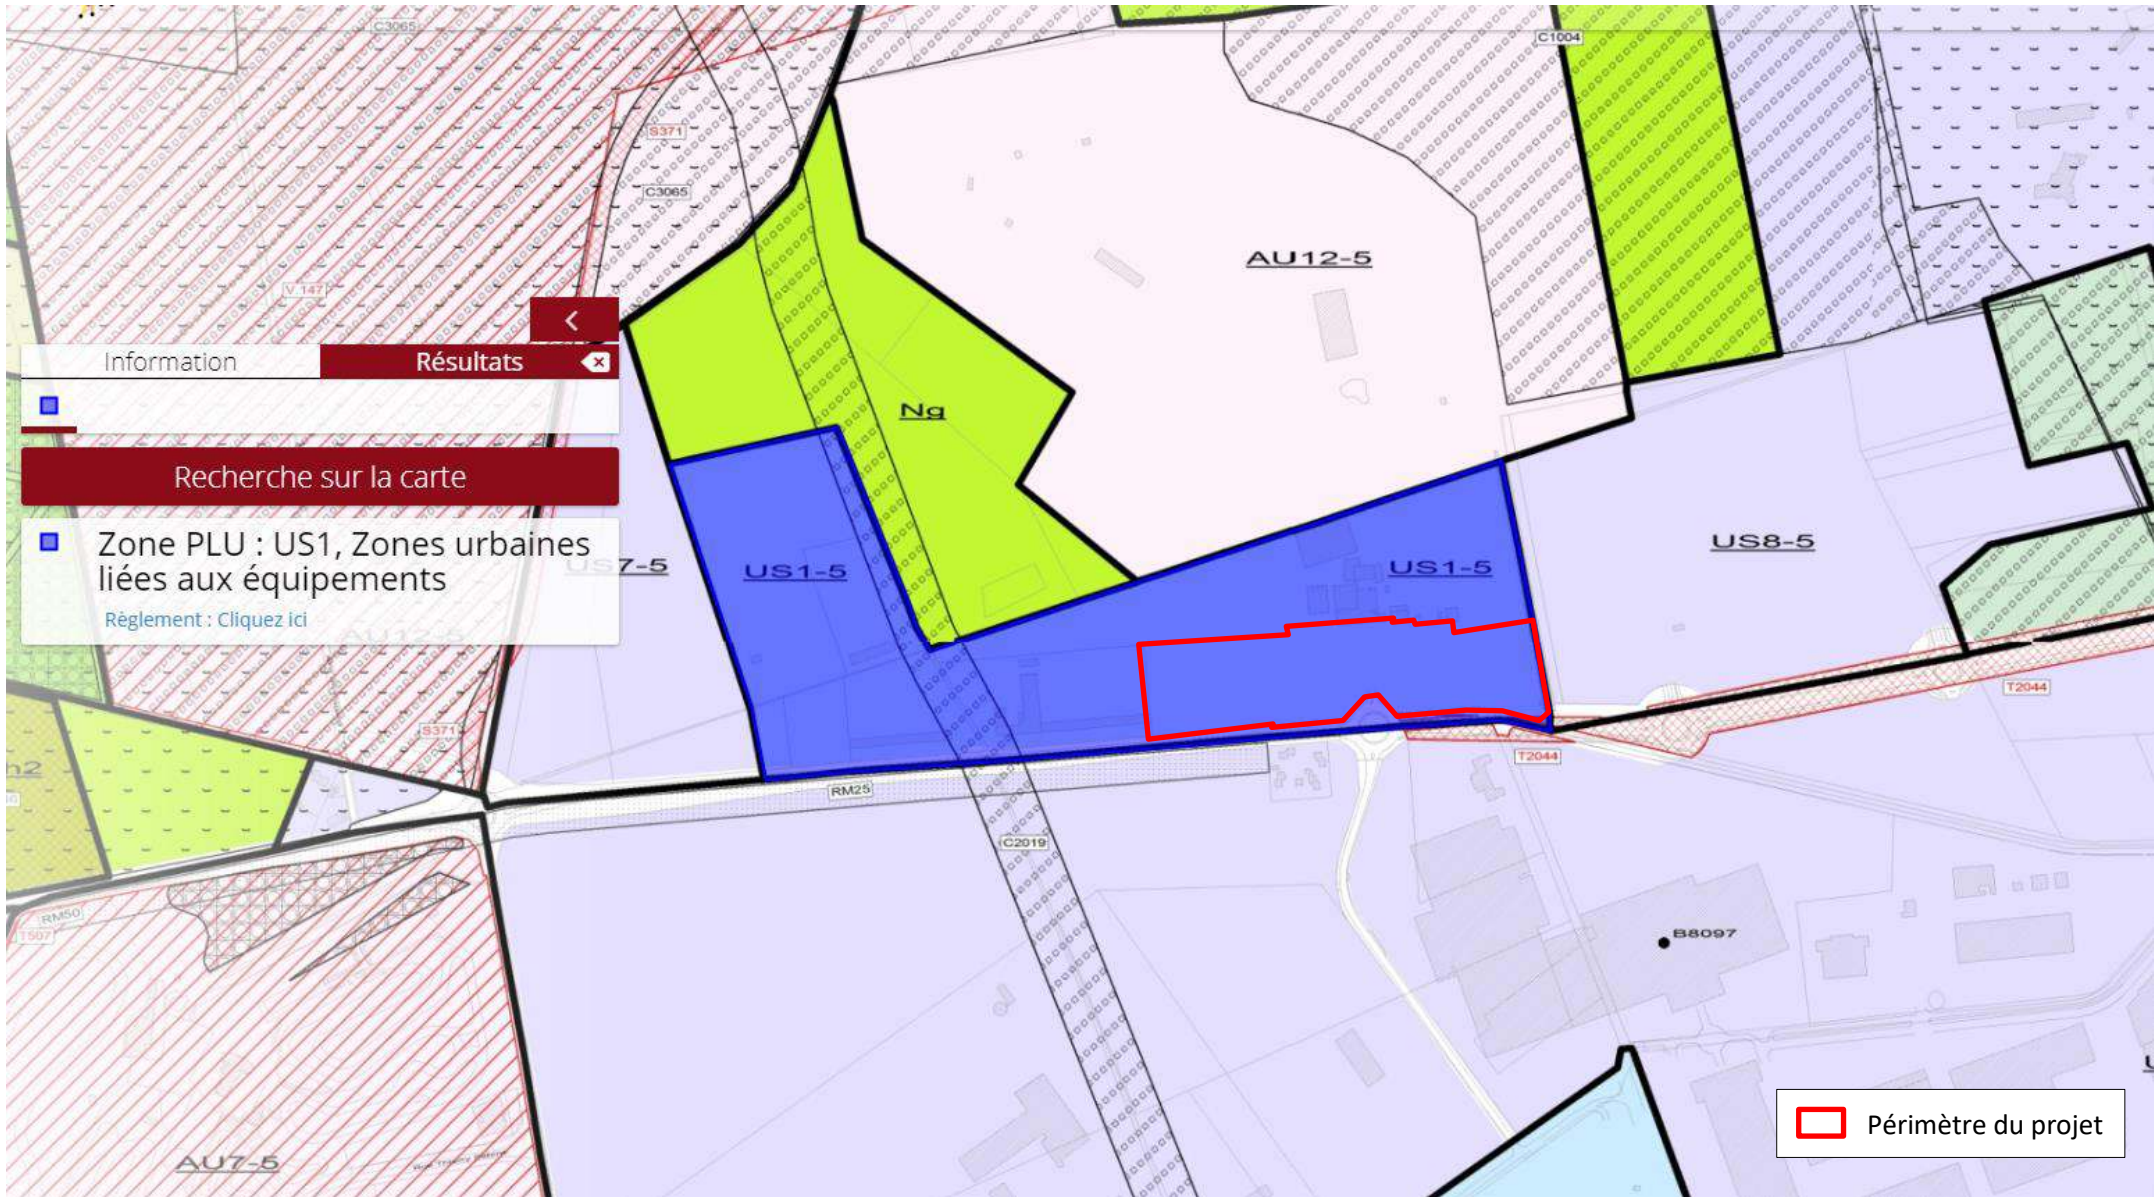 C3065
C1004
S371
C3065
AU12-5
V 147
Information
Résultats
Ng
Recherche sur la carte
Zone PLU : US1, Zones urbaines
liées aux équipements
Règlement : Cliquez ici
US7-5
US1-5
US1-5
US8-5
AU12-5
T2044
S371
T2044
RM25
C2019
RM50
T507
B8097
Périmètre du projet
AU7-5